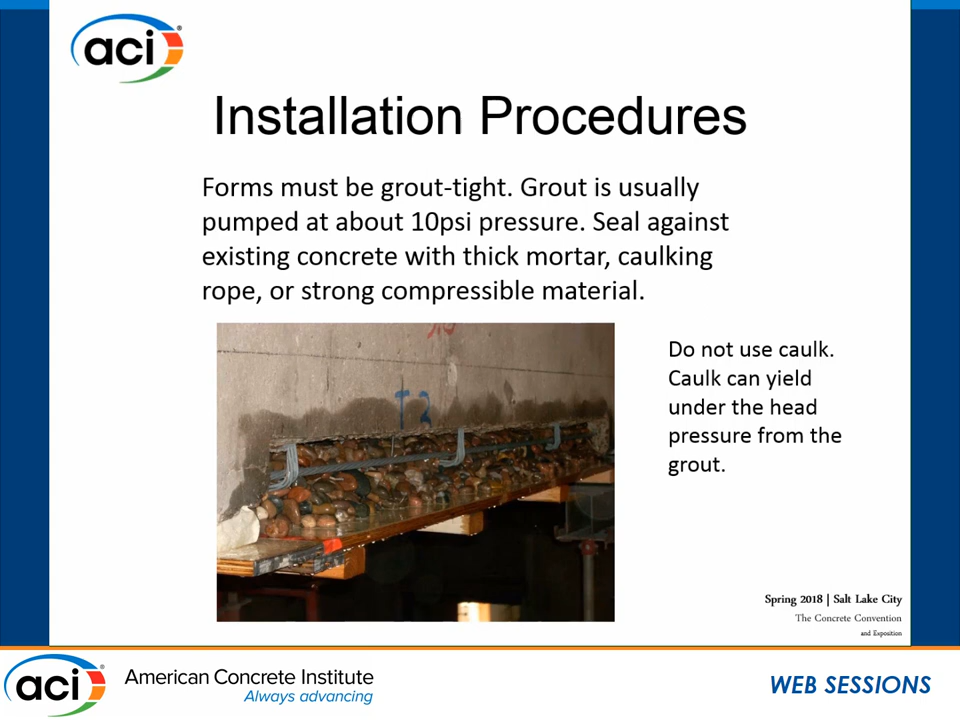 aci®
Installation Procedures
Forms must be grout-tight. Grout is usually
pumped at about 10psi pressure. Seal against
existing concrete with thick mortar, caulking
rope, or strong compressible material.
T2
Do not use caulk.
Caulk can yield
under the head
pressure from the
grout.
Spring 2018 | Salt Lake City
The Concrete Convention
and Exposition
aci®
American Concrete Institute
Always advancing
WEB SESSIONS